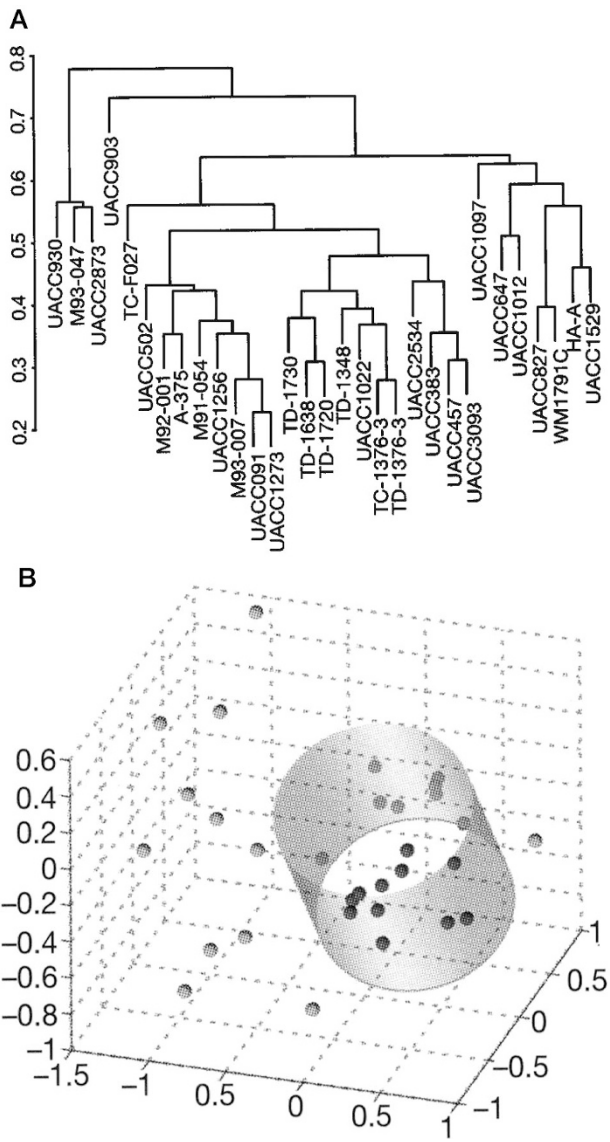 A
0.8
0.7
0.6
0.5
0.4
0.3
0.2
UACC930
M93-047
UACC2873
UACC903
TC-F027
UACC502
M92-001
A-375
M91-054
UACC1256
M93-007
UACC091
UACC1273
TD-1730
TD-1638
TD-1720
TD-1348
UACC1022
TC-1376-3
TD-1376-3
UACC2534
UACC383
UACC457
UACC3093
UACC1097
UACC647
UACC1012
UACC827
WM1791C
HA-A
UACC1529
B
0.6
0.4
0.2
0
−0.2
−0.4
−0.6
−0.8
−1
−1.5
−1
0.5
0
0.5
1
−1
−0.5
0
0.5
1